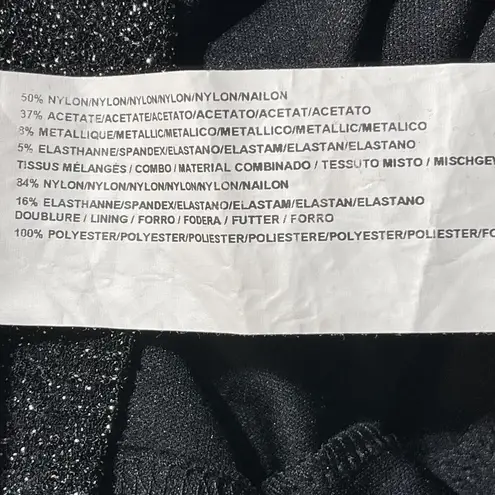 50% NYLON/NYLON/NYLON/NYLON/NYLON/NAILON
37% ACETATE/ACETATE/ACETATO/ACETATO/ACETAT/ACETATO
8% METALLIQUE/METALLIC/METALICO/METALLICO/METALLIC/METALICO
5% ELASTHANNE/SPANDEX/ELASTANO/ELASTAM/ELASTAN/ELASTANO
TISSUS MÉLANGÉS / COMBO / MATERIAL COMBINADO / TESSUTO MISTO / MISCHGE
84% NYLON/NYLON/NYLON/NYLON/NYLON/NAILON
16% ELASTHANNE/SPANDEX/ELASTANO/ELASTAM/ELASTAN/ELASTANO
DOUBLURE / LINING / FORRO / FODERA / FUTTER / FORRO
100% POLYESTER/POLYESTER/POLIESTER/POLIESTERE/POLYESTER/POLIESTER/